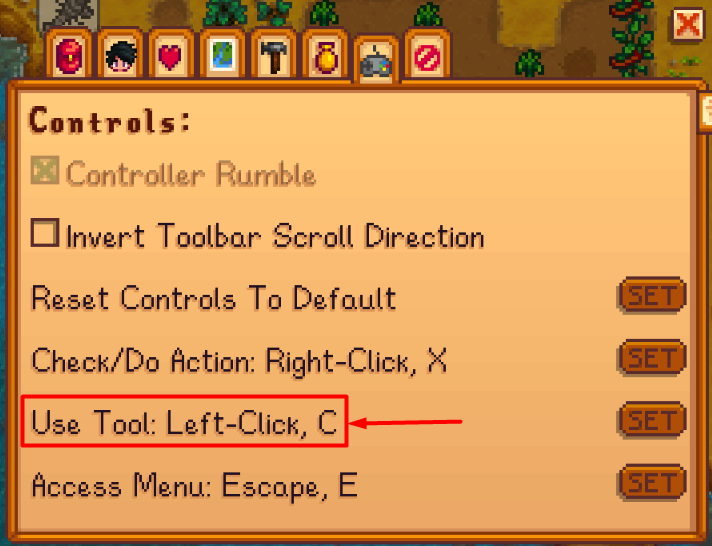 Controls:
Controller Rumble
Invert Toolbar Scroll Direction
Reset Controls To Default SET
Check/Do Action: Right-Click, X SET
Use Tool: Left-Click, C SET
Access Menu: Escape, E SET